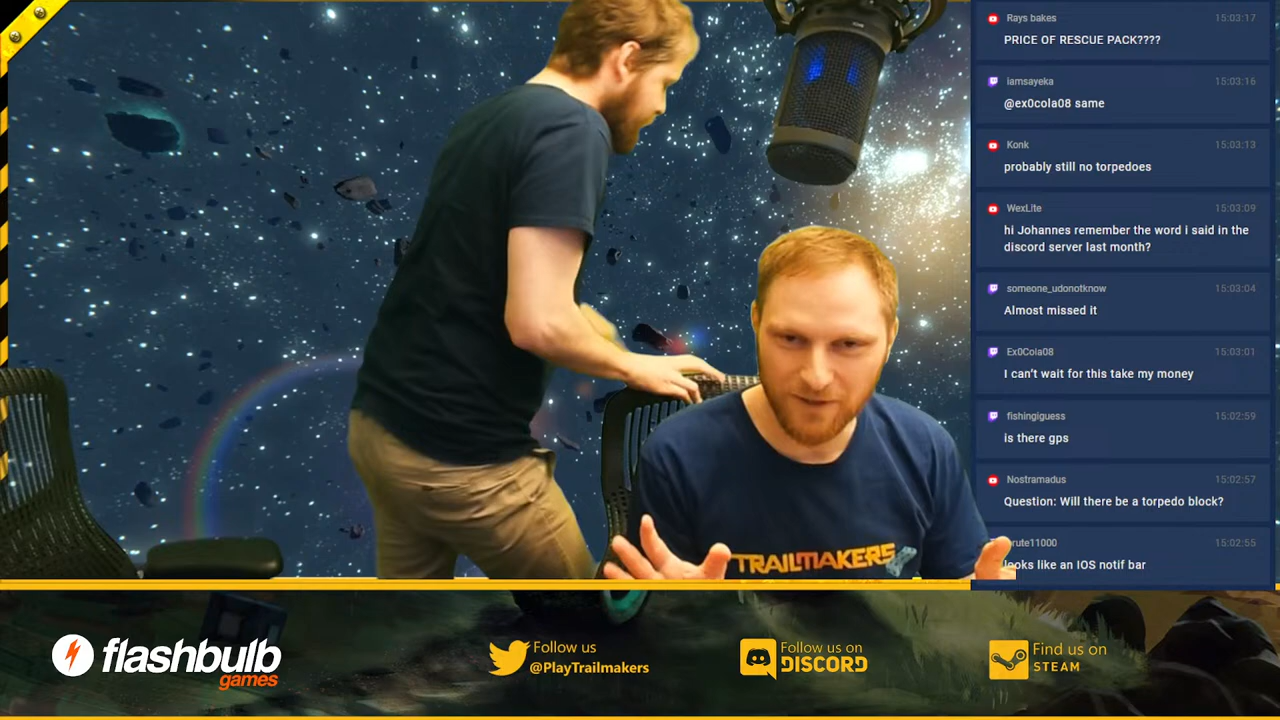 Rays bakes 15:03:17
PRICE OF RESCUE PACK????
iamsayeka 15:03:16
@ex0cola08 same
Konk 15:03:13
probably still no torpedoes
WexLite 15:03:09
hi Johannes remember the word i said in the
discord server last month?
someone_udonotknow 15:03:04
Almost missed it
Ex0Cola08 15:03:01
I can't wait for this take my money
fishingiguess 15:02:59
is there gps
Nostramadus 15:02:57
Question: Will there be a torpedo block?
15:02:55
looks like an IOS notif bar
TRAILMAKERS
flashbulb
games
Follow us
@PlayTrailmakers
Follow us on
DISCORD
Find us on
STEAM